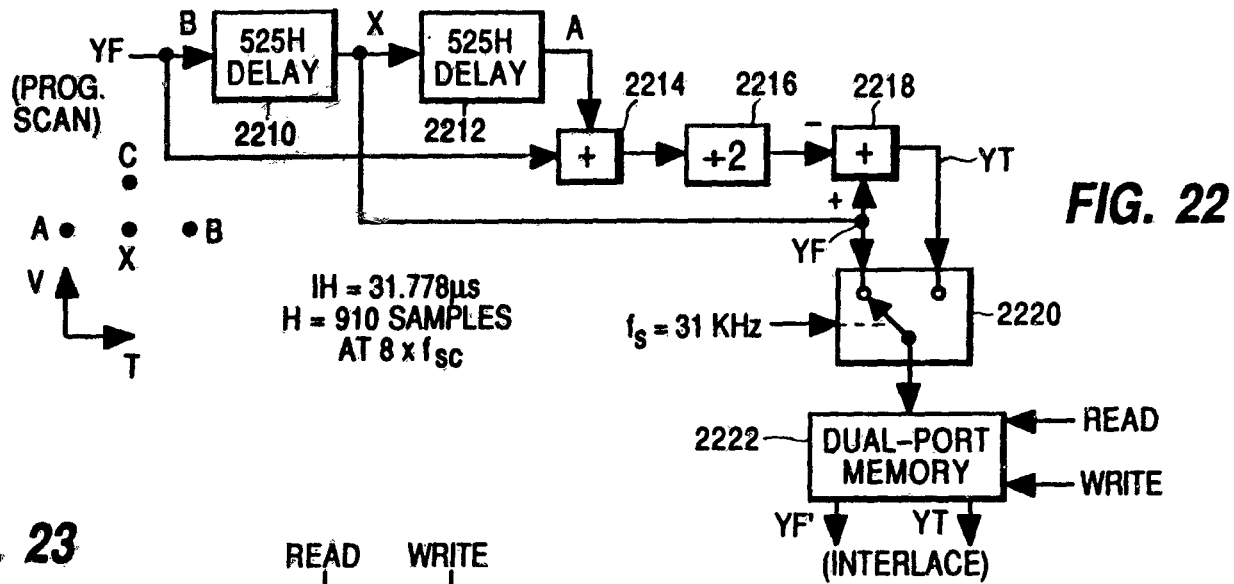 YF
(PROG.
SCAN)
B
525H
DELAY
2210
X
525H
DELAY
2212
A
+
2214
÷2
2216
−
+
2218
+
YT
FIG. 22
C
A
X
B
V
T
IH = 31.778µs
H = 910 SAMPLES
AT 8 x fsc
YF
fs = 31 KHz
2220
2222
DUAL-PORT
MEMORY
READ
WRITE
YF'
YT
(INTERLACE)
23
READ
WRITE